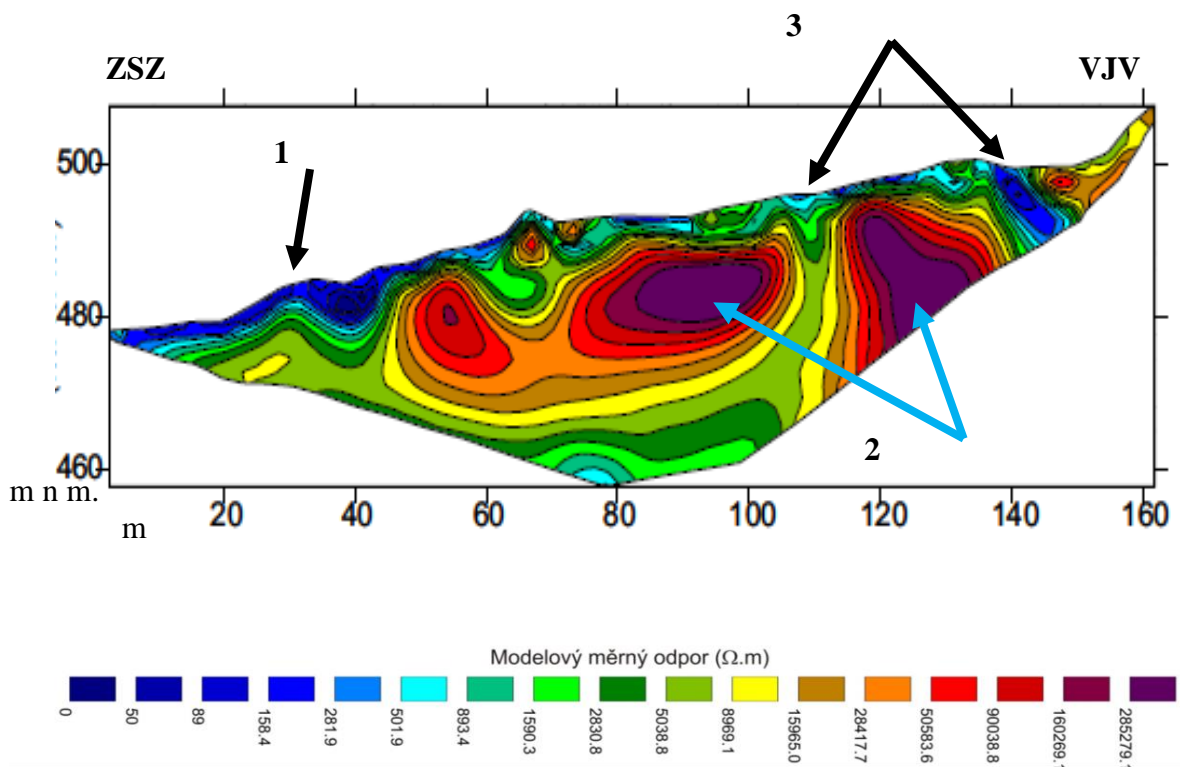 3
ZSZ VJV
1
500
480
2
460
m n m.
20 40 60 80 100 120 140 160
m
Modelový měrný odpor (Ω.m)
0 50 89 158.4 281.9 501.9 893.4 1590.3 2830.8 5038.8 8969.1 15965.0 28417.7 50583.6 90038.8